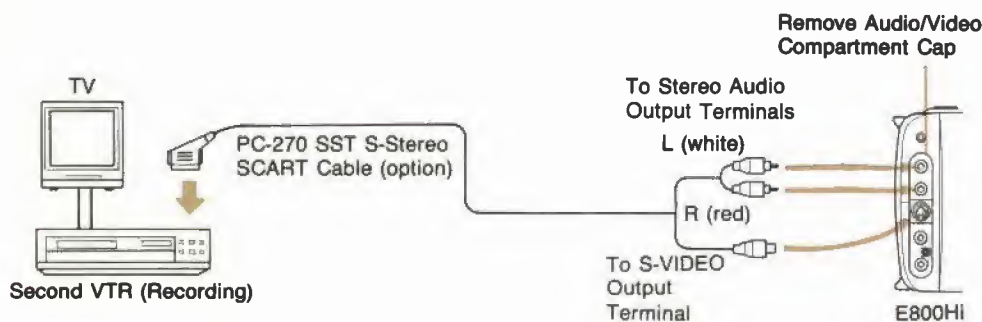 Remove Audio/Video
Compartment Cap
TV
To Stereo Audio
Output Terminals
L (white)
PC-270 SST S-Stereo
SCART Cable (option)
R (red)
To S-VIDEO
Output
Terminal
Second VTR (Recording)
E800Hi